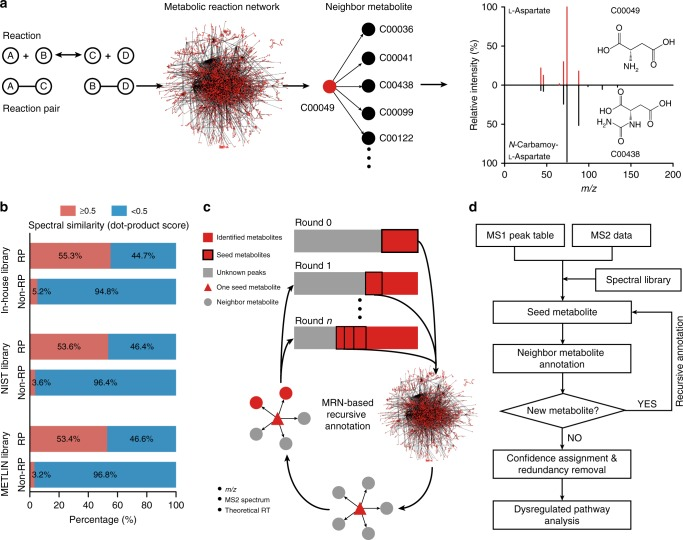 a
Reaction
A + B C + D
A C B D
Reaction pair
Metabolic reaction network
Neighbor metabolite
C00049
C00036
C00041
C00438
C00099
C00122
Relative intensity (%)
100
50
0
50
100
0 50 100 150 200
m/z
L-Aspartate
C00049
OH
O
O
OH
NH2
N-Carbamoyl-
L-Aspartate
C00438
b
≥0.5 <0.5
Spectral similarity (dot-product score)
In-house library
RP
55.3% 44.7%
Non-RP
5.2% 94.8%
NIST library
RP
53.6% 46.4%
Non-RP
3.6% 96.4%
METLIN library
RP
53.4% 46.6%
Non-RP
3.2% 96.8%
0 20 40 60 80 100
Percentage (%)
c
Identified metabolites
Seed metabolites
Unknown peaks
One seed metabolite
Neighbor metabolite
Round 0
Round 1
Round n
MRN-based
recursive
annotation
m/z
MS2 spectrum
Theoretical RT
d
MS1 peak table
MS2 data
Spectral library
Seed metabolite
Neighbor metabolite
annotation
New metabolite?
YES
Recursive annotation
NO
Confidence assignment &
redundancy removal
Dysregulated pathway
analysis